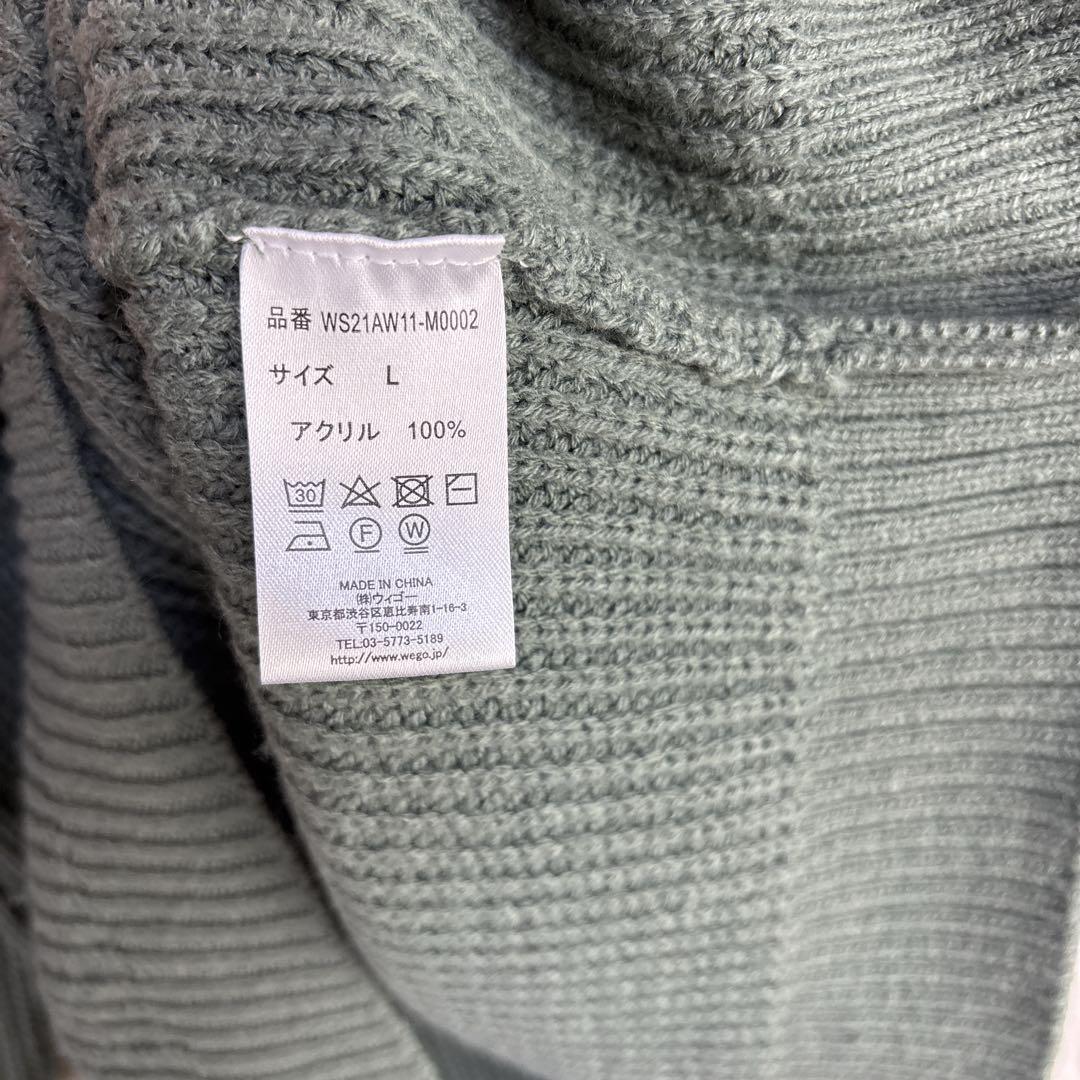 品番 WS21AW11-M0002
サイズ L
アクリル 100%
30
F W
MADE IN CHINA
(株)ウィゴー
東京都渋谷区恵比寿南1-16-3
〒150-0022
TEL:03-5773-5189
http://www.wego.jp/